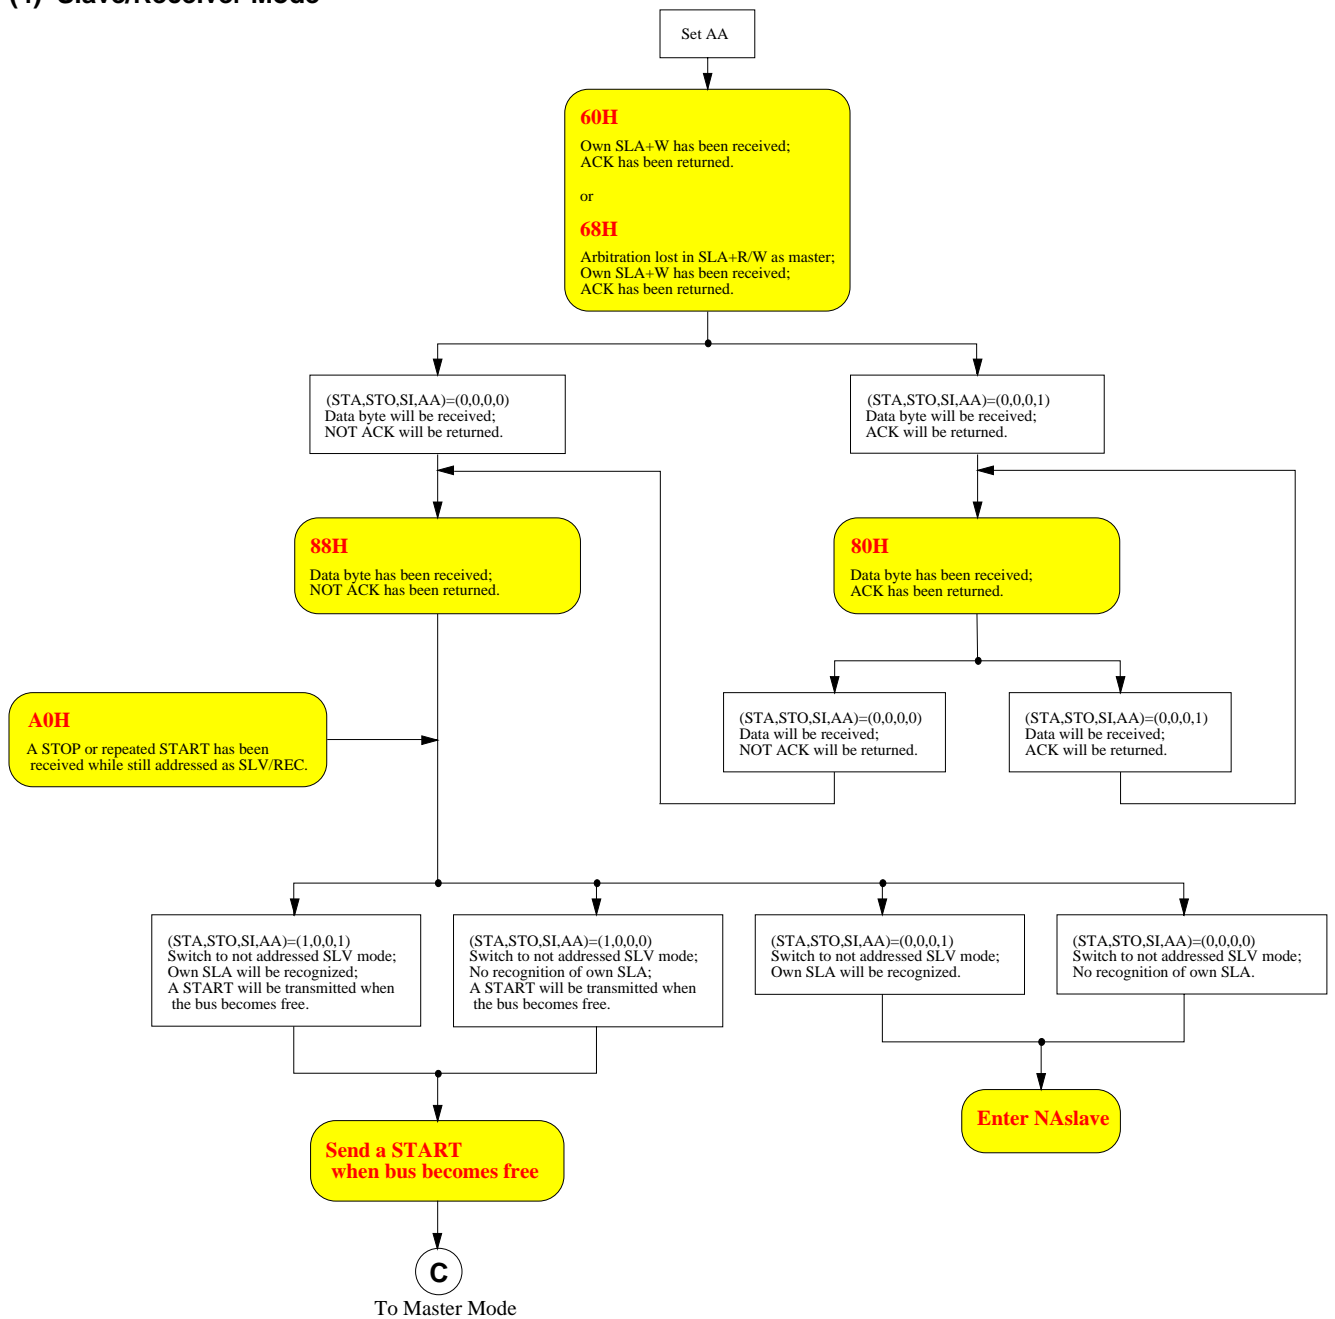 (4) Slave/Receiver Mode
Set AA
60H
Own SLA+W has been received;
ACK has been returned.
or
68H
Arbitration lost in SLA+R/W as master;
Own SLA+W has been received;
ACK has been returned.
(STA,STO,SI,AA)=(0,0,0,0)
Data byte will be received;
NOT ACK will be returned.
(STA,STO,SI,AA)=(0,0,0,1)
Data byte will be received;
ACK will be returned.
88H
Data byte has been received;
NOT ACK has been returned.
80H
Data byte has been received;
ACK has been returned.
(STA,STO,SI,AA)=(0,0,0,0)
Data will be received;
NOT ACK will be returned.
(STA,STO,SI,AA)=(0,0,0,1)
Data will be received;
ACK will be returned.
A0H
A STOP or repeated START has been
received while still addressed as SLV/REC.
(STA,STO,SI,AA)=(1,0,0,1)
Switch to not addressed SLV mode;
Own SLA will be recognized;
A START will be transmitted when
the bus becomes free.
(STA,STO,SI,AA)=(1,0,0,0)
Switch to not addressed SLV mode;
No recognition of own SLA;
A START will be transmitted when
the bus becomes free.
(STA,STO,SI,AA)=(0,0,0,1)
Switch to not addressed SLV mode;
Own SLA will be recognized.
(STA,STO,SI,AA)=(0,0,0,0)
Switch to not addressed SLV mode;
No recognition of own SLA.
Send a START
when bus becomes free
Enter NAslave
C
To Master Mode